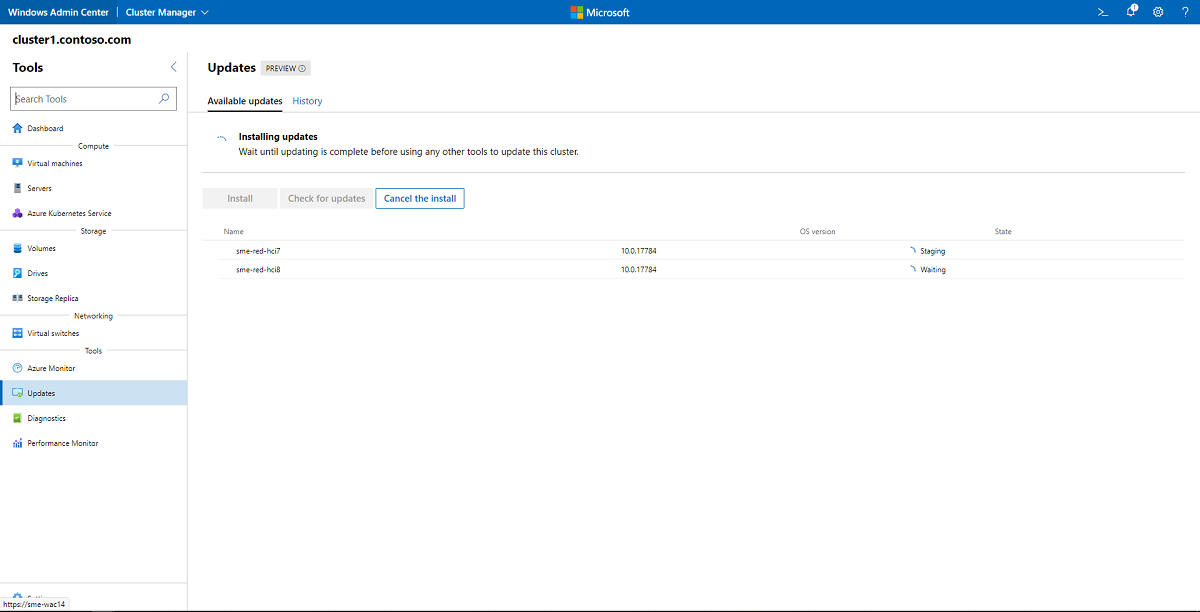 Windows Admin Center | Cluster Manager
Microsoft
1
?
cluster1.contoso.com
Tools
Search Tools
Dashboard
Compute
Virtual machines
Servers
Azure Kubernetes Service
Storage
Volumes
Drives
Storage Replica
Networking
Virtual switches
Tools
Azure Monitor
Updates
Diagnostics
Performance Monitor
https://sme-wac14
Updates PREVIEW
Available updates History
Installing updates
Wait until updating is complete before using any other tools to update this cluster.
Install Check for updates Cancel the install
Name OS version State
sme-red-hci7 10.0.17784 Staging
sme-red-hci8 10.0.17784 Waiting